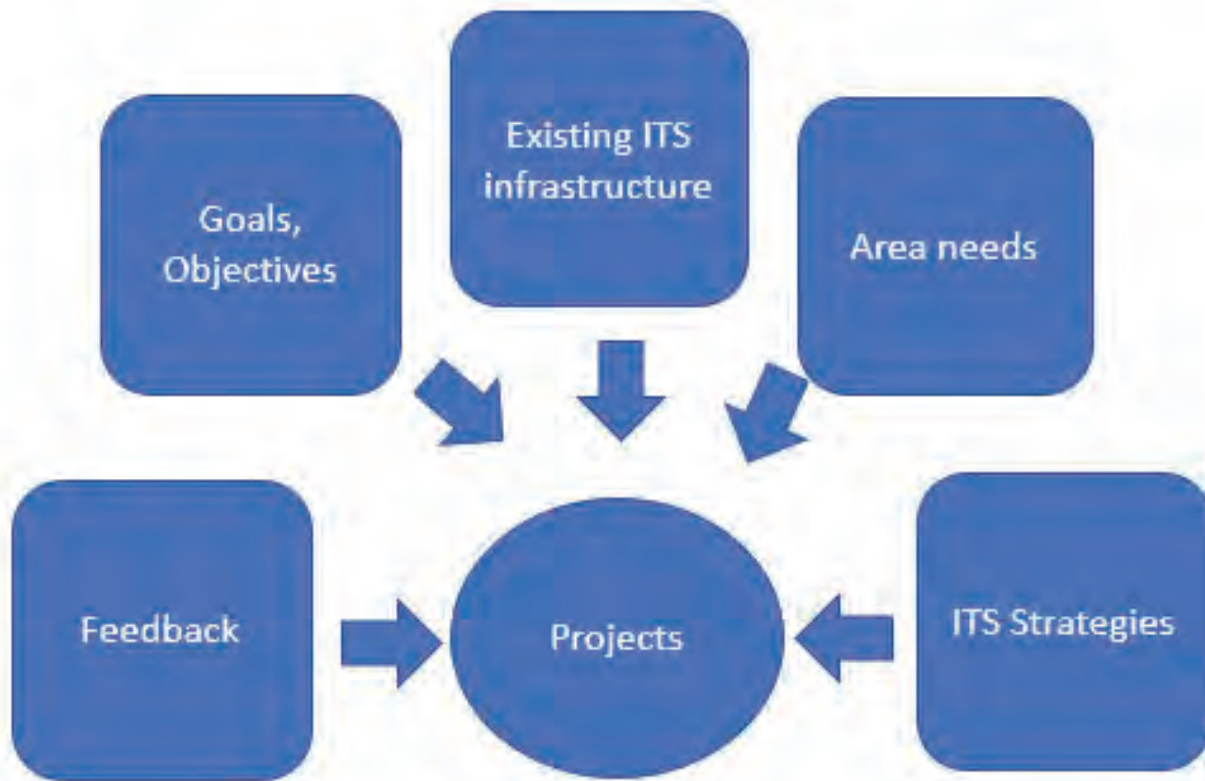 Existing ITS
infrastructure
Goals,
Objectives
Area needs
Feedback
Projects
ITS Strategies